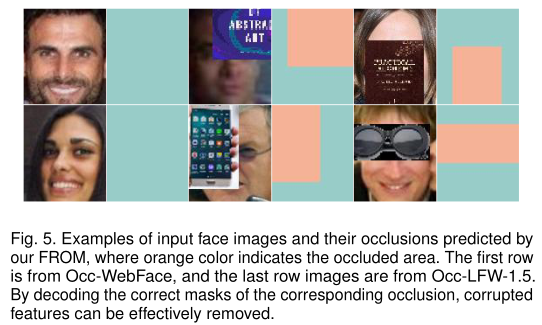 ABSTRAC
ART
Fig. 5. Examples of input face images and their occlusions predicted by
our FROM, where orange color indicates the occluded area. The first row
is from Occ-WebFace, and the last row images are from Occ-LFW-1.5.
By decoding the correct masks of the corresponding occlusion, corrupted
features can be effectively removed.